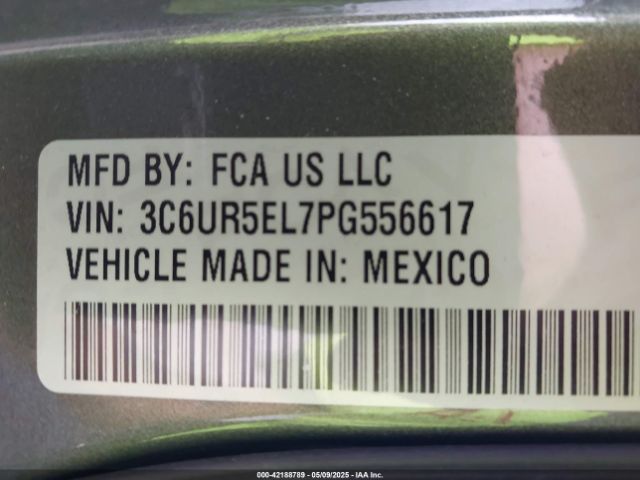 MFD BY: FCA US LLC
VIN: 3C6UR5EL7PG556617
VEHICLE MADE IN: MEXICO
000-42188789 - 05/09/2025 - IAA Inc.